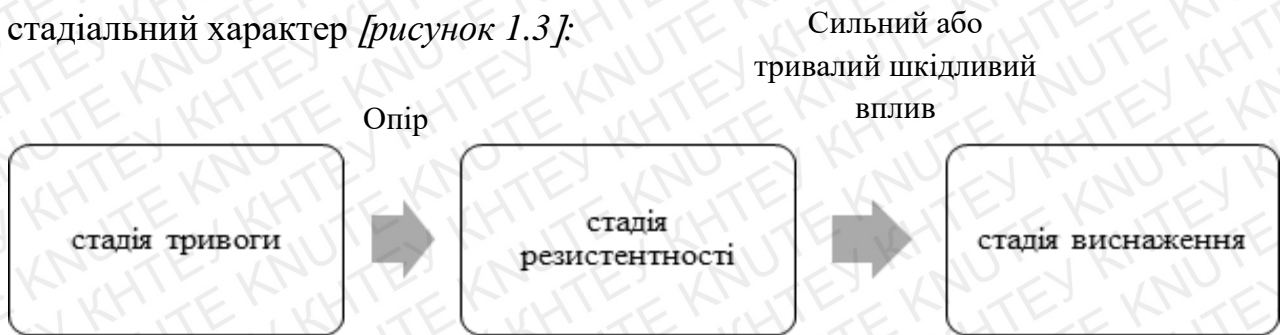 стадіальний характер [рисунок 1.3]:
Сильний або
тривалий шкідливий
вплив
Опір
стадія тривоги
стадія
резистентності
стадія виснаження